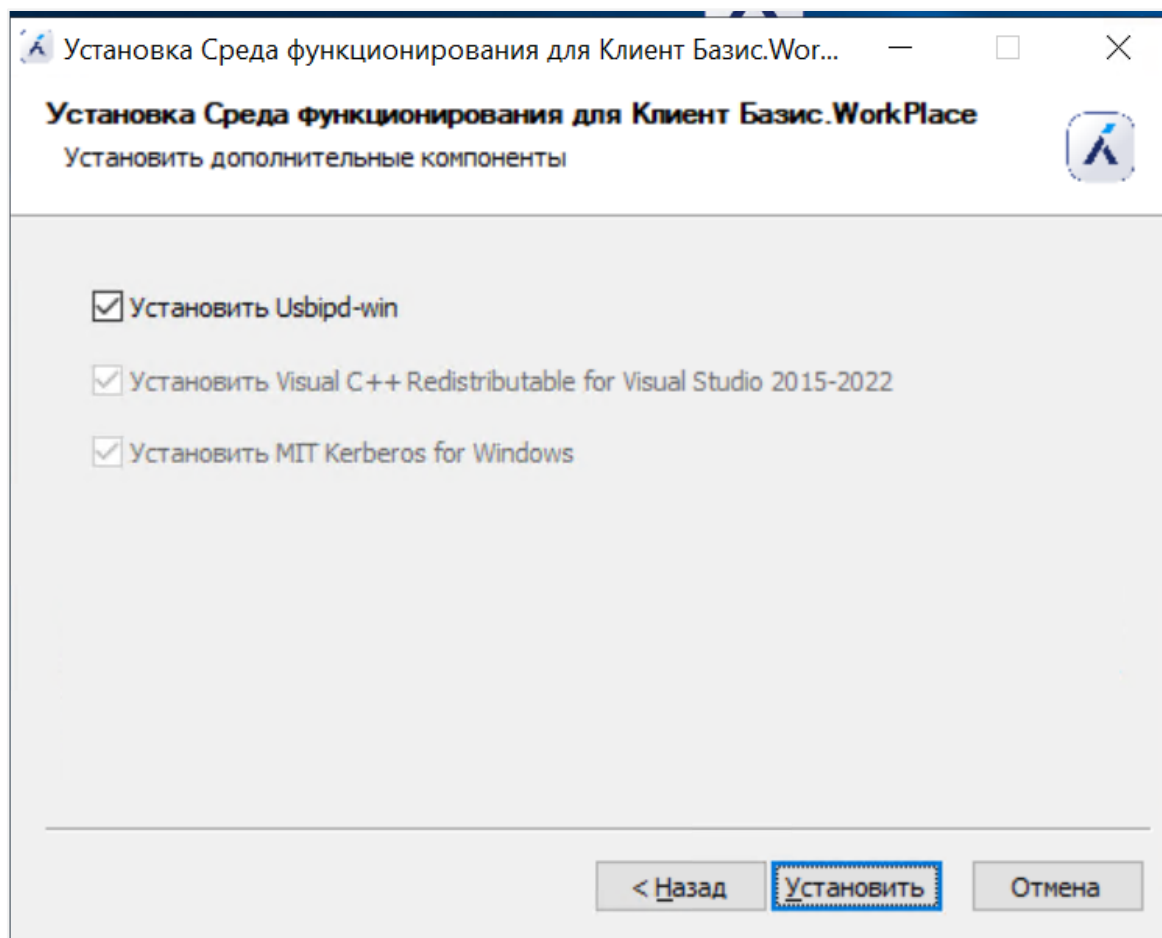 Установка Среда функционирования для Клиент Базис.Wor...
Установка Среда функционирования для Клиент Базис.WorkPlace
Установить дополнительные компоненты
Установить Usbipd-win
Установить Visual C++ Redistributable for Visual Studio 2015-2022
Установить MIT Kerberos for Windows
< Назад Установить Отмена